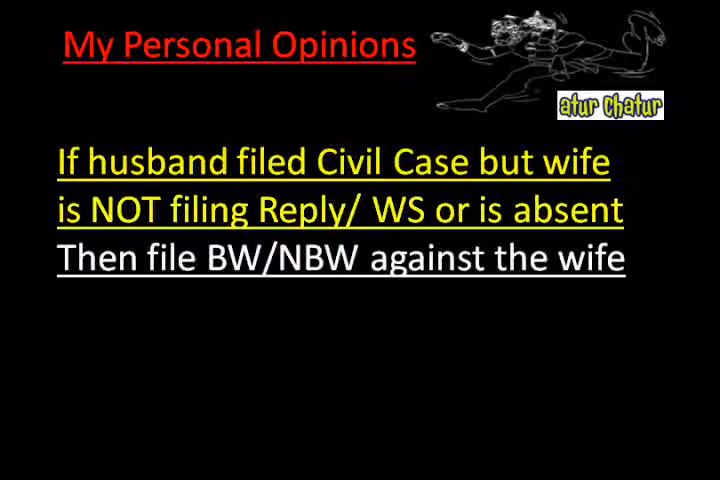 My Personal Opinions
atur chatur
If husband filed Civil Case but wife
is NOT filing Reply/ WS or is absent
Then file BW/NBW against the wife